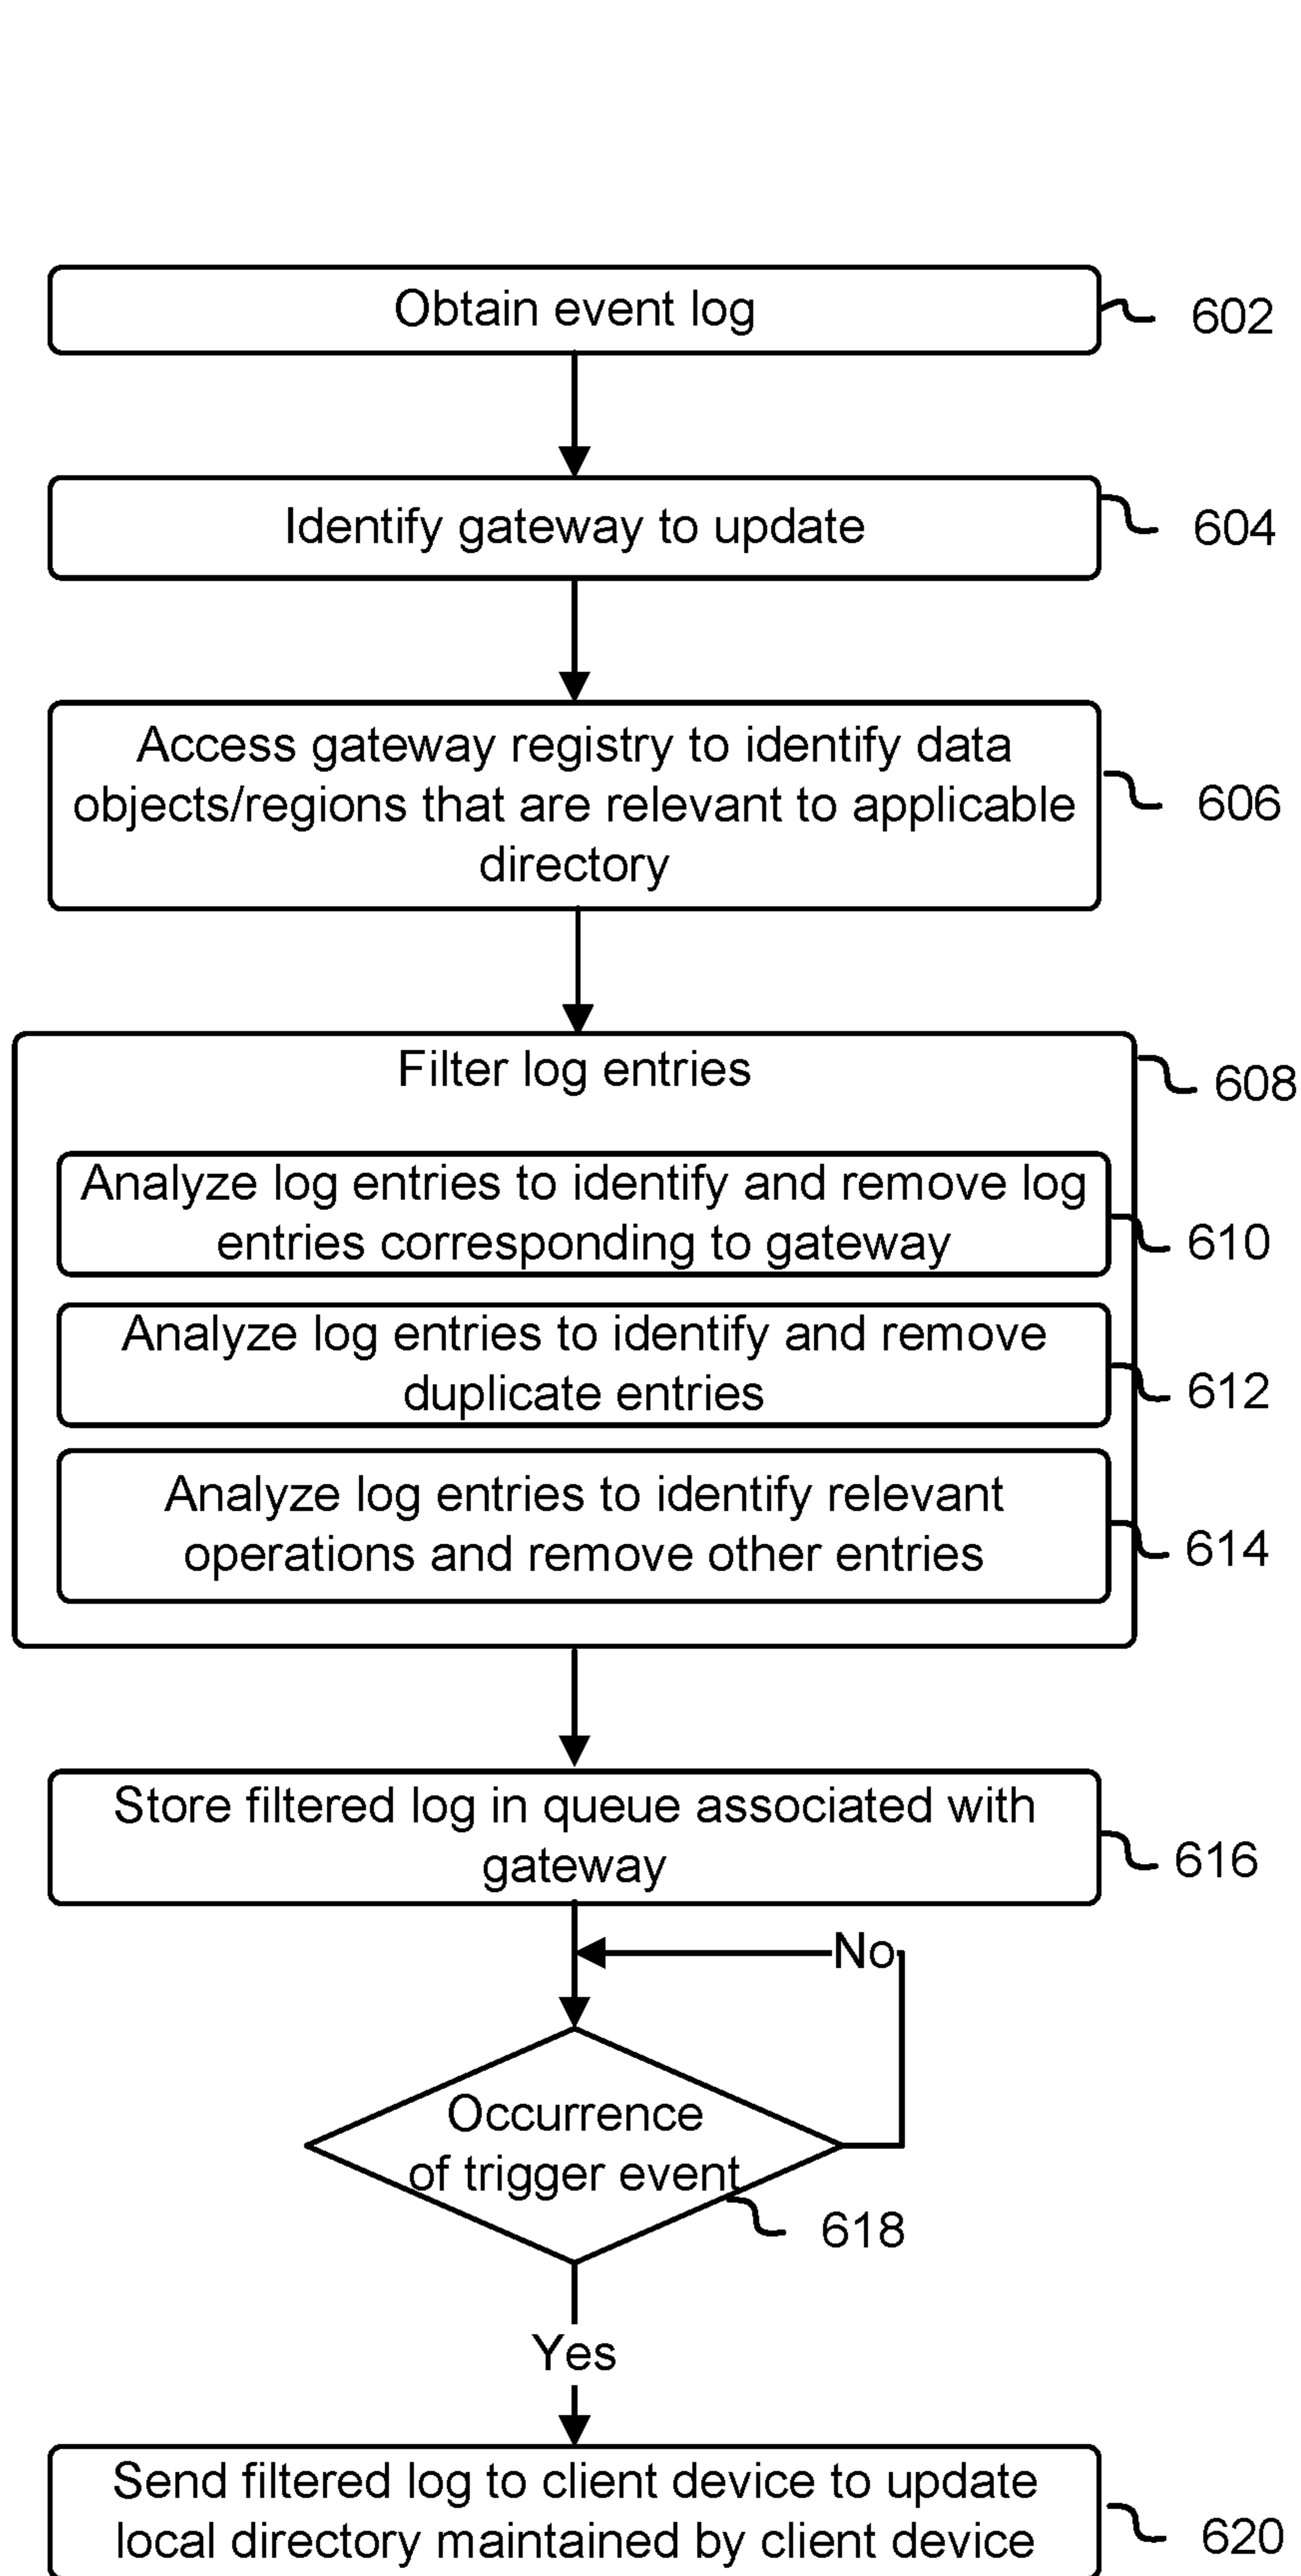 Obtain event log
602
Identify gateway to update
604
Access gateway registry to identify data
objects/regions that are relevant to applicable
directory
606
Filter log entries
608
Analyze log entries to identify and remove log
entries corresponding to gateway
610
Analyze log entries to identify and remove
duplicate entries
612
Analyze log entries to identify relevant
operations and remove other entries
614
Store filtered log in queue associated with
gateway
616
No
Occurrence
of trigger event
618
Yes
Send filtered log to client device to update
local directory maintained by client device
620